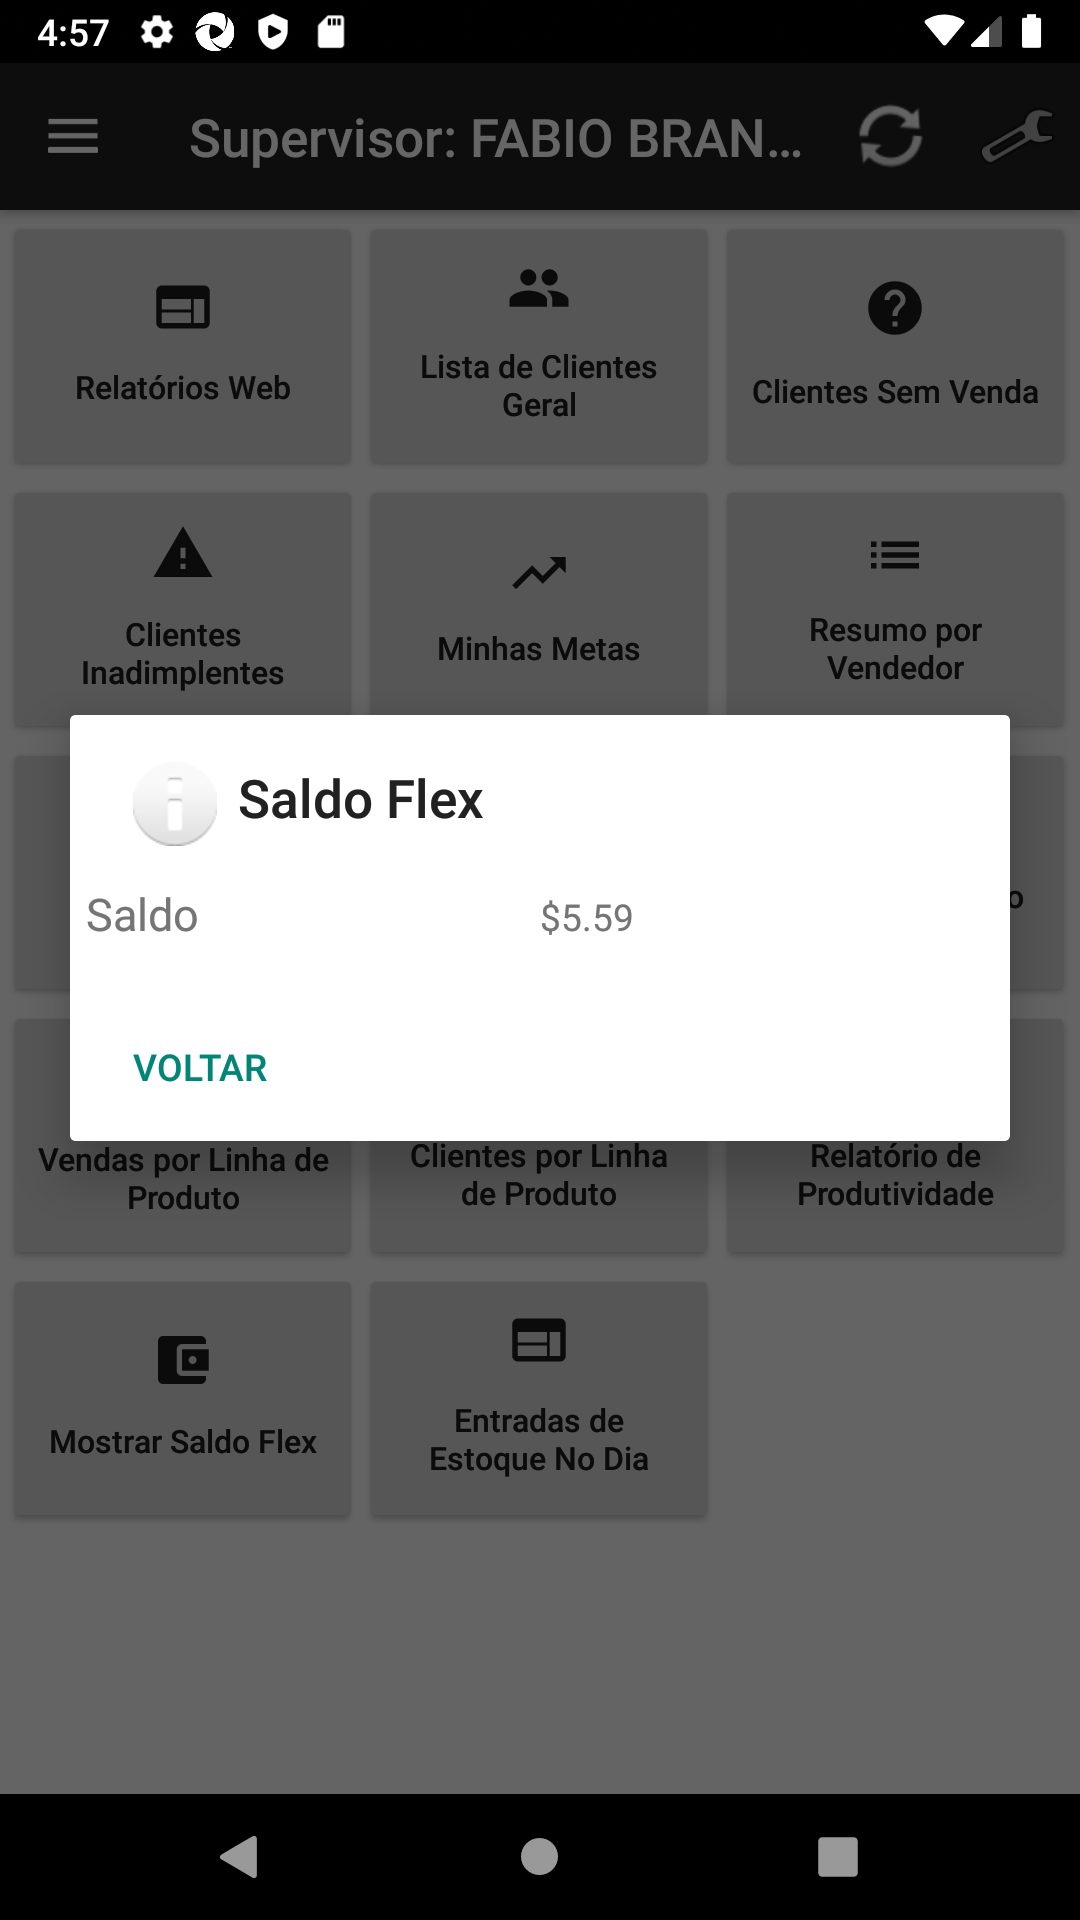 4:57
Supervisor: FABIO BRAN...
Relatórios Web
Lista de Clientes
Geral
Clientes Sem Venda
Clientes
Inadimplentes
Minhas Metas
Resumo por
Vendedor
Saldo Flex
Saldo $5.59
VOLTAR
Vendas por Linha de
Produto
Clientes por Linha
de Produto
Relatório de
Produtividade
Mostrar Saldo Flex
Entradas de
Estoque No Dia